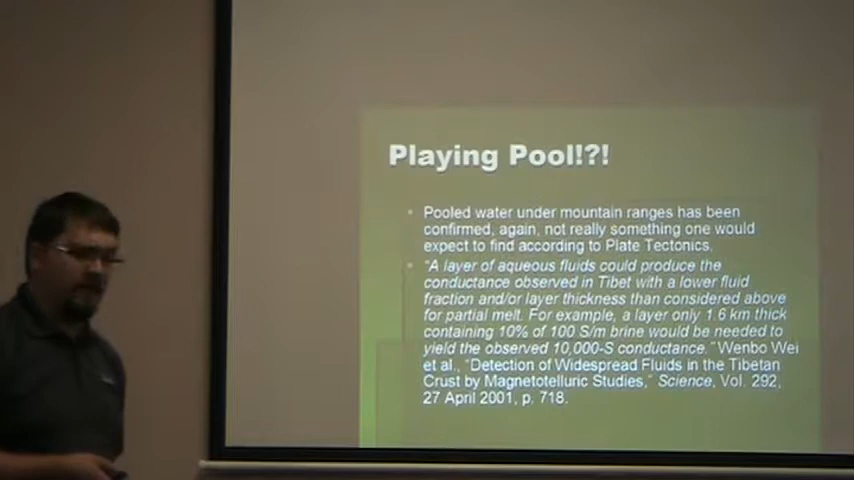 Playing Pool!?!
Pooled water under mountain ranges has been
confirmed, again, not really something one would
expect to find according to Plate Tectonics.
"A layer of aqueous fluids could produce the
conductance observed in Tibet with a lower fluid
fraction and/or layer thickness than considered above
for partial melt. For example, a layer only 1.6 km thick
containing 10% of 100 S/m brine would be needed to
yield the observed 10,000-S conductance." Wenbo Wei
et al., "Detection of Widespread Fluids in the Tibetan
Crust by Magnetotelluric Studies," Science, Vol. 292,
27 April 2001, p. 718.